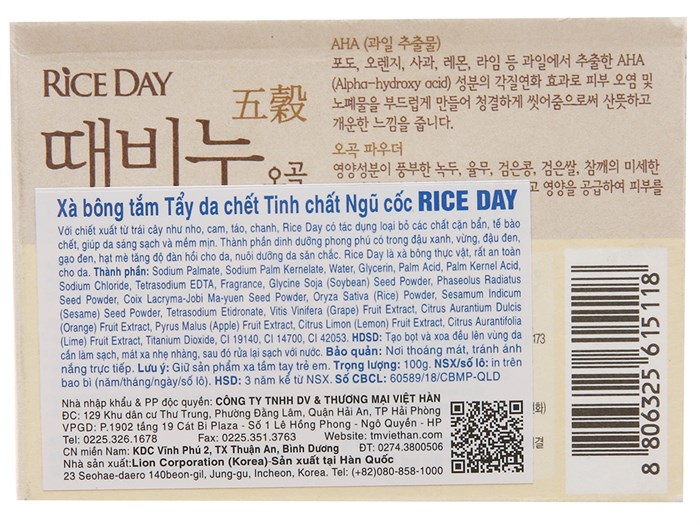 RICE DAY
때비누
五穀
오곡
AHA (과일 추출물)
포도, 오렌지, 사과, 레몬, 라임 등 과일에서 추출한 AHA
(Alpha-hydroxy acid) 성분의 각질연화 효과로 피부 오염 및
노폐물을 부드럽게 만들어 청결하게 씻어줌으로써 산뜻하고
개운한 느낌을 줍니다.
오곡 파우더
영양성분이 풍부한 녹두, 율무, 검은콩, 검은쌀, 참깨의 미세한
고 영양을 공급하여 피부를
Xà bông tắm Tẩy da chết Tinh chất Ngũ cốc RICE DAY
Với chiết xuất từ trái cây như nho, cam, táo, chanh, Rice Day có tác dụng loại bỏ các chất cặn bẩn, tế bào
chết, giúp da sáng sạch và mềm mịn. Thành phần dinh dưỡng phong phú có trong đậu xanh, vừng, đậu đen,
gạo đen, hạt mè tăng độ đàn hồi cho da, nuôi dưỡng da săn chắc. Rice Day là xà bông thực vật, rất an toàn
cho da. Thành phần: Sodium Palmate, Sodium Palm Kernelate, Water, Glycerin, Palm Acid, Palm Kernel Acid,
Sodium Chloride, Tetrasodium EDTA, Fragrance, Glycine Soja (Soybean) Seed Powder, Phaseolus Radiatus
Seed Powder, Coix Lacryma-Jobi Ma-yuen Seed Powder, Oryza Sativa (Rice) Powder, Sesamum Indicum
(Sesame) Seed Powder, Tetrasodium Etidronate, Vitis Vinifera (Grape) Fruit Extract, Citrus Aurantium Dulcis
(Orange) Fruit Extract, Pyrus Malus (Apple) Fruit Extract, Citrus Limon (Lemon) Fruit Extract, Citrus Aurantifolia
(Lime) Fruit Extract, Titanium Dioxide, CI 19140, CI 14700, CI 42053. HDSD: Tạo bọt và xoa đều lên vùng da
cần làm sạch, mát xa nhẹ nhàng, sau đó rửa lại sạch với nước. Bảo quản: Nơi thoáng mát, tránh ánh
nắng trực tiếp. Lưu ý: Giữ sản phẩm xa tầm tay trẻ em. Trọng lượng: 100g. NSX/số lô: in
trên bao bì (năm/tháng/ngày/số lô). HSD: 3 năm kể từ NSX. Số CBCL: 60589/18/CBMP-QLD
Nhà nhập khẩu & PP độc quyền: CÔNG TY TNHH DV & THƯƠNG MẠI VIỆT HÀN
ĐC: 129 Khu dân cư Thư Trung, Phường Đằng Lâm, Quận Hải An, TP Hải Phòng
VPGD: P.1902 tầng 19 Cát Bi Plaza - Số 1 Lê Hồng Phong - Ngô Quyền - HP
Tel: 0225.326.1678 Fax: 0225.351.3763 Website: tmviethan.com
CN miền Nam: KDC Vĩnh Phú 2, TX Thuận An, Bình Dương ĐT: 0274.3800506
Nhà sản xuất: Lion Corporation (Korea)-Sản xuất tại Hàn Quốc
23 Seohae-daero 140beon-gil, Jung-gu, Incheon, Korea. Tel: (+82)080-858-1000
173
8 806325 615118